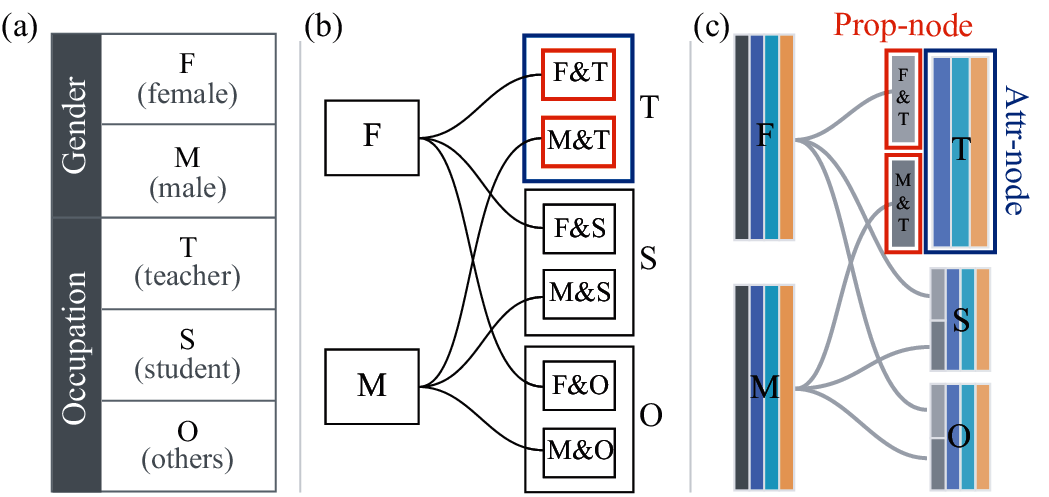 (a)
Gender
F
(female)
M
(male)
Occupation
T
(teacher)
S
(student)
O
(others)
(b)
F
M
F&T
M&T
T
F&S
M&S
S
F&O
M&O
O
(c)
Prop-node
Attr-node
F
M
F
&
T
M
&
T
T
S
O